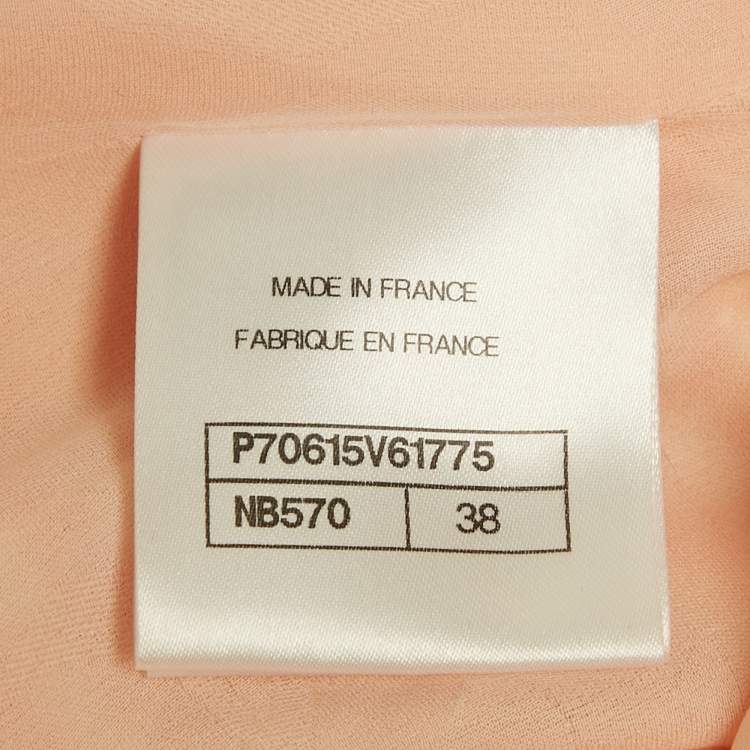 MADE IN FRANCE
FABRIQUE EN FRANCE
P70615V61775
NB570 38